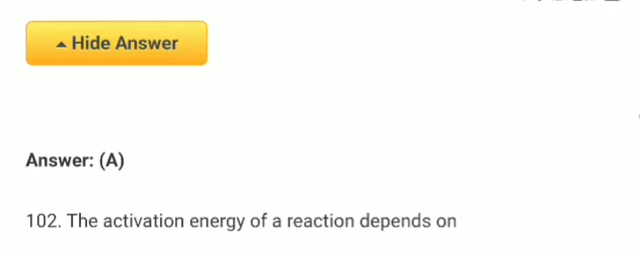 Hide Answer
Answer: (A)
102. The activation energy of a reaction depends on